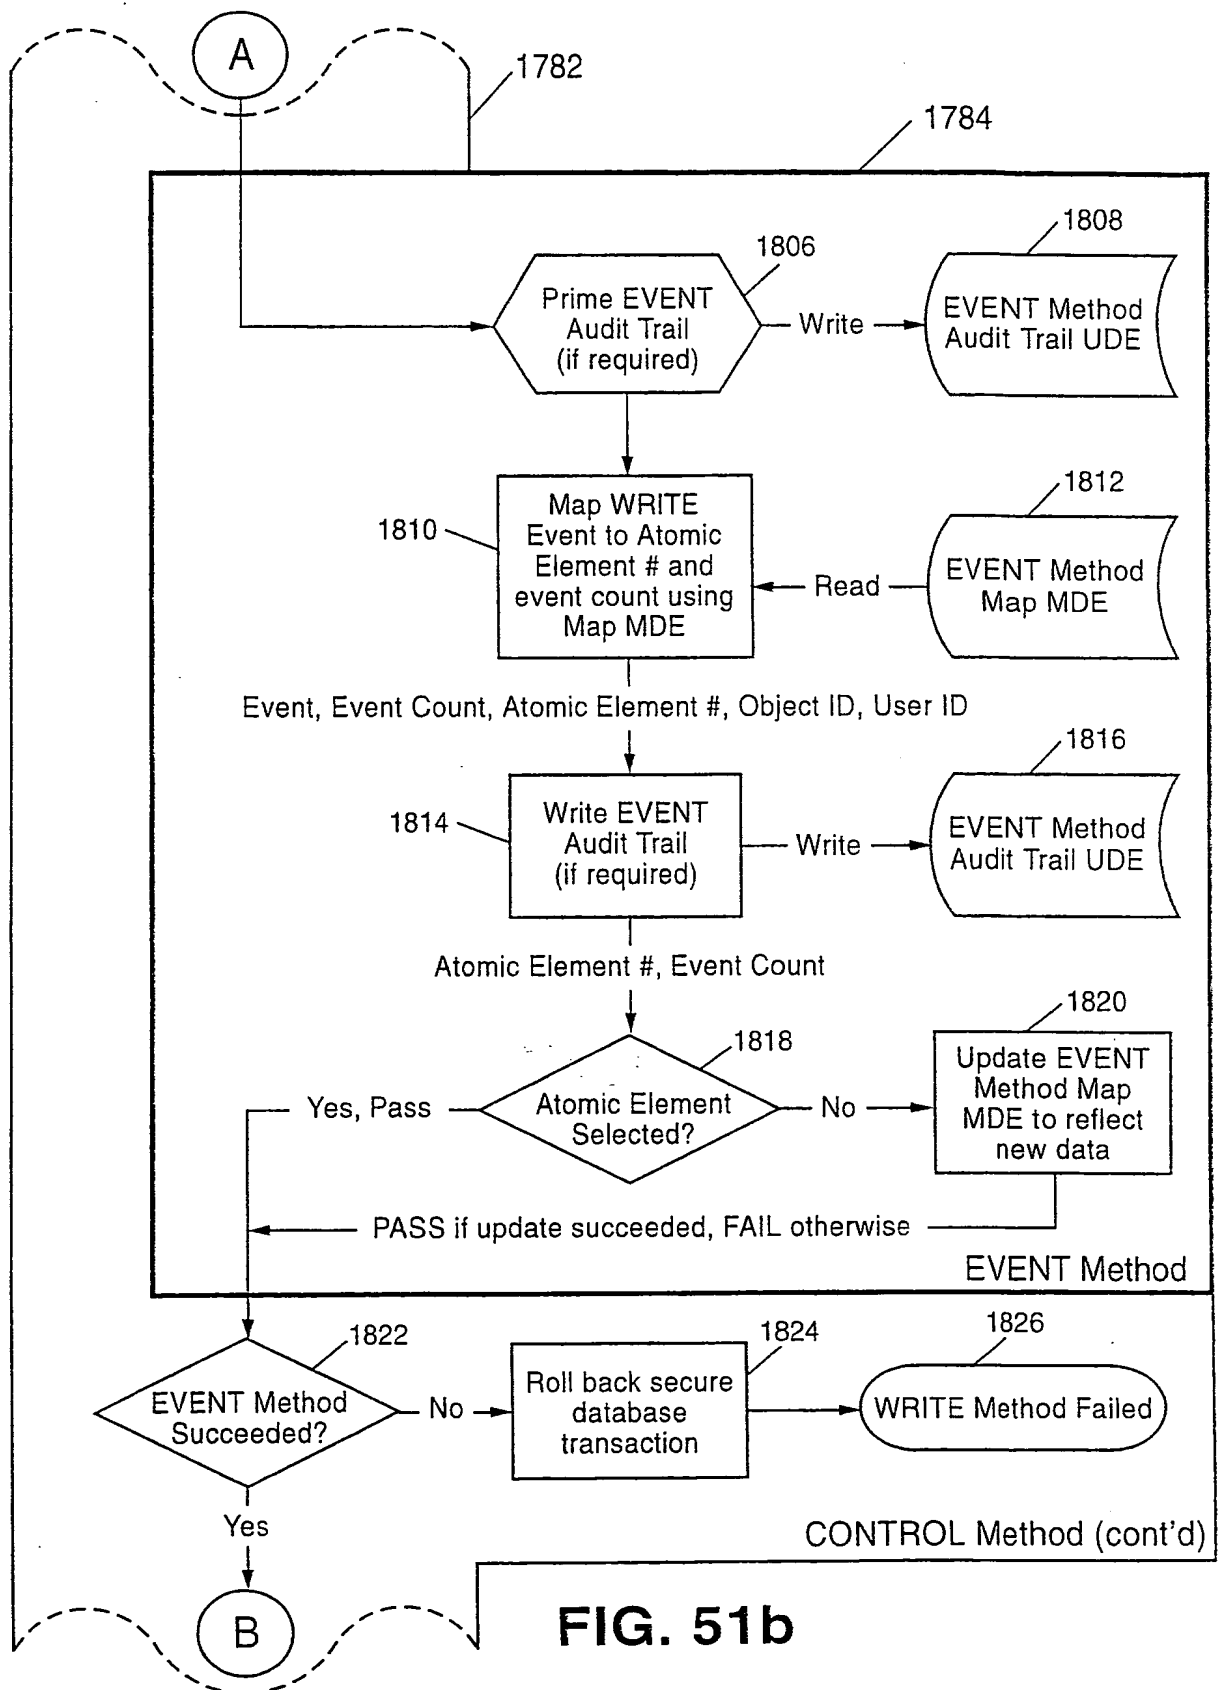 A
1782
1784
1806
1808
Prime EVENT
Audit Trail
(if required)
Write
EVENT Method
Audit Trail UDE
1810
1812
Map WRITE
Event to Atomic
Element # and
event count using
Map MDE
Read
EVENT Method
Map MDE
Event, Event Count, Atomic Element #, Object ID, User ID
1814
1816
Write EVENT
Audit Trail
(if required)
Write
EVENT Method
Audit Trail UDE
Atomic Element #, Event Count
1818
1820
Yes, Pass
Atomic Element
Selected?
No
Update EVENT
Method Map
MDE to reflect
new data
PASS if update succeeded, FAIL otherwise
EVENT Method
1822
1824
1826
EVENT Method
Succeeded?
No
Roll back secure
database
transaction
WRITE Method Failed
Yes
CONTROL Method (cont'd)
B
FIG. 51b